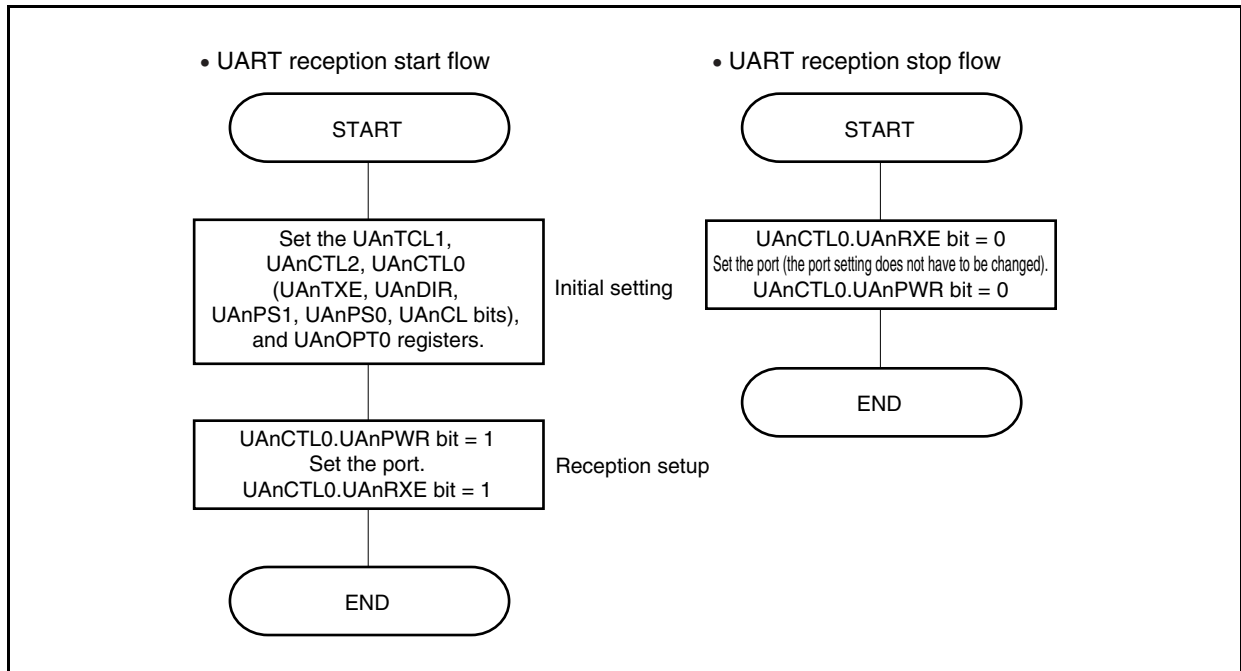 • UART reception start flow
START
Set the UAnTCL1,
UAnCTL2, UAnCTL0
(UAnTXE, UAnDIR,
UAnPS1, UAnPS0, UAnCL bits),
and UAnOPT0 registers.
Initial setting
UAnCTL0.UAnPWR bit = 1
Set the port.
UAnCTL0.UAnRXE bit = 1
Reception setup
END
• UART reception stop flow
START
UAnCTL0.UAnRXE bit = 0
Set the port (the port setting does not have to be changed).
UAnCTL0.UAnPWR bit = 0
END